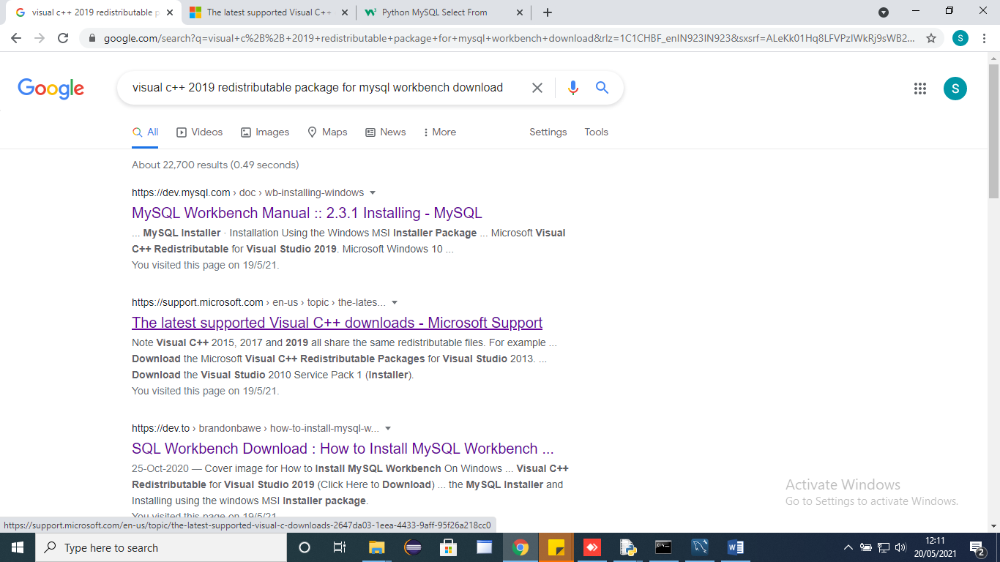 visual c++ 2019 redistributable p
The latest supported Visual C++
Python MySQL Select From
google.com/search?q=visual+c%2B%2B+2019+redistributable+package+for+mysql+workbench+download&rlz=1C1CHBF_enIN923IN923&sxsrf=ALeKk01Hq8LFVPzIWkRj9sWB2...
S
Google
visual c++ 2019 redistributable package for mysql workbench download
S
All Videos Images Maps News More Settings Tools
About 22,700 results (0.49 seconds)
https://dev.mysql.com › doc › wb-installing-windows
MySQL Workbench Manual :: 2.3.1 Installing - MySQL
... MySQL Installer · Installation Using the Windows MSI Installer Package ... Microsoft Visual
C++ Redistributable for Visual Studio 2019. Microsoft Windows 10 ...
You visited this page on 19/5/21.
https://support.microsoft.com › en-us › topic › the-lates...
The latest supported Visual C++ downloads - Microsoft Support
Note Visual C++ 2015, 2017 and 2019 all share the same redistributable files. For example ...
Download the Microsoft Visual C++ Redistributable Packages for Visual Studio 2013. ...
Download the Visual Studio 2010 Service Pack 1 (Installer).
You visited this page on 19/5/21.
https://dev.to › brandonbawe › how-to-install-mysql-w...
SQL Workbench Download : How to Install MySQL Workbench ...
25-Oct-2020 — Cover image for How to Install MySQL Workbench On Windows ... Visual C++
Redistributable for Visual Studio 2019 (Click Here to Download) ... the MySQL Installer and
Installing using the windows MSI Installer package.
You visited this page on 19/5/21.
Activate Windows
Go to Settings to activate Windows.
https://support.microsoft.com/en-us/topic/the-latest-supported-visual-c-downloads-2647da03-1eea-4433-9aff-95f26a218cc0
Type here to search
12:11
20/05/2021
2